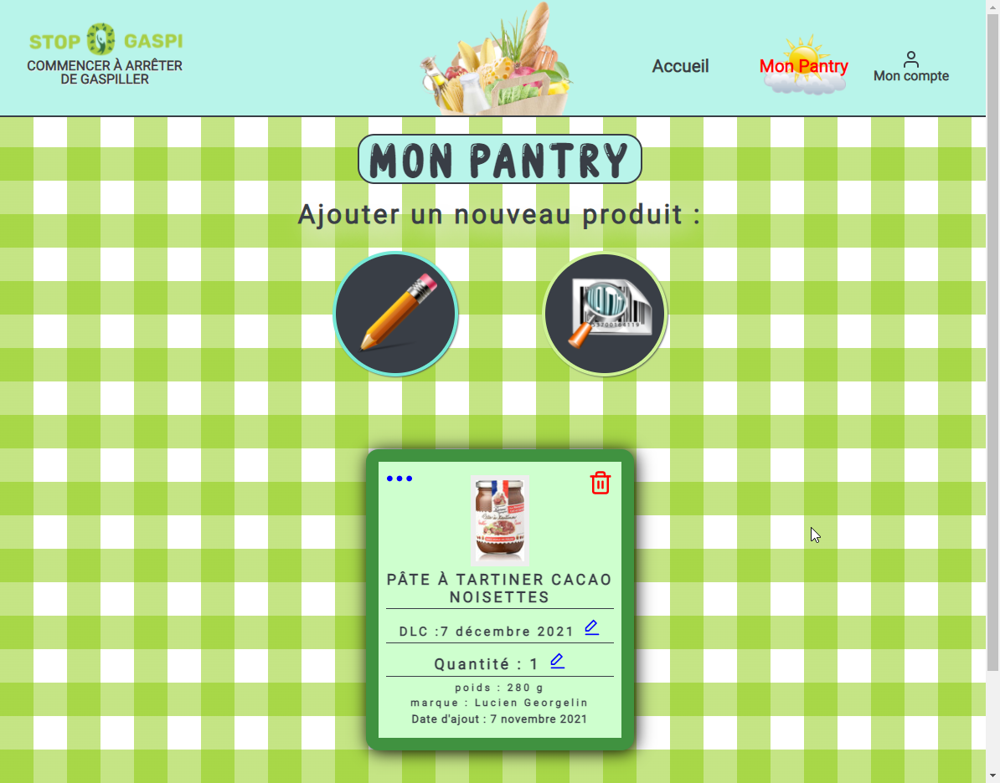 STOP GASPI
COMMENCER À ARRÊTER
DE GASPILLER
Accueil
Mon Pantry
Mon compte
MON PANTRY
Ajouter un nouveau produit :
PÂTE À TARTINER CACAO
NOISETTES
DLC :7 décembre 2021
Quantité : 1
poids : 280 g
marque : Lucien Georgelin
Date d'ajout : 7 novembre 2021